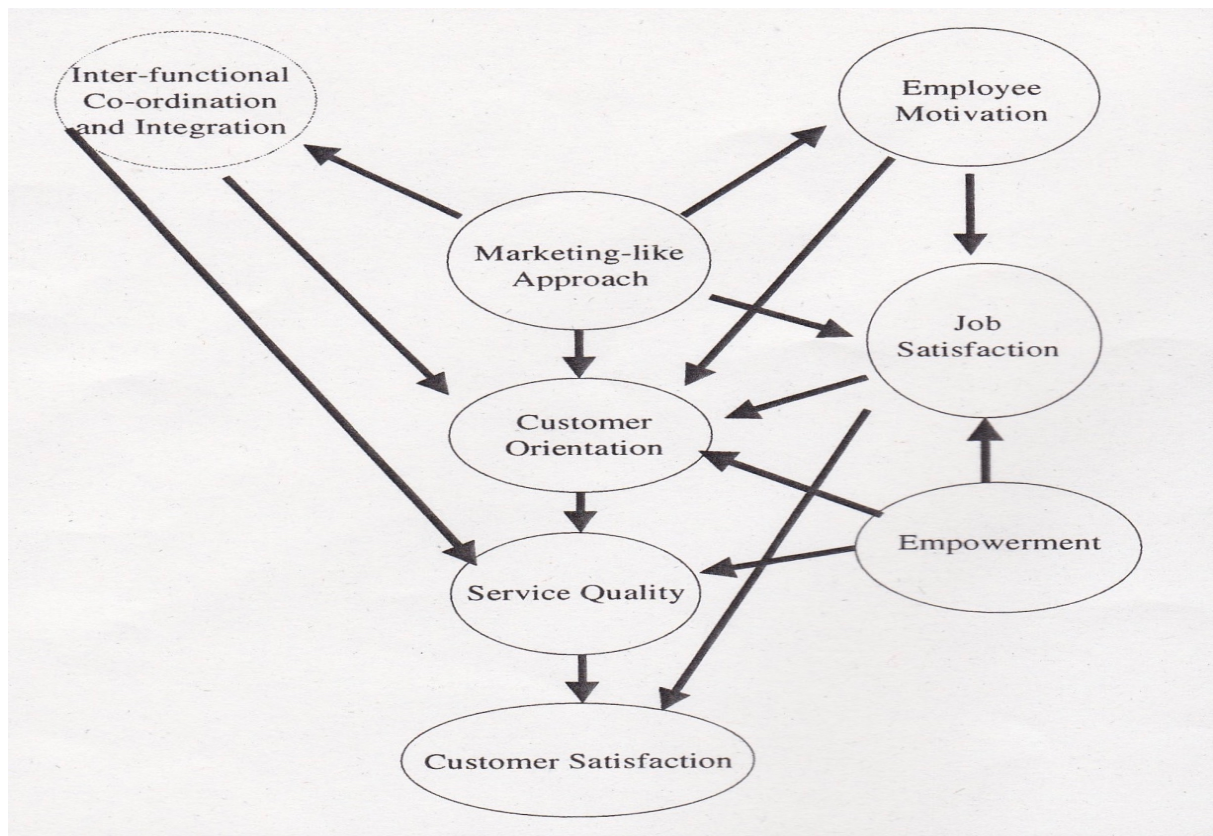 Inter-functional
Co-ordination
and Integration
Employee
Motivation
Marketing-like
Approach
Job
Satisfaction
Customer
Orientation
Empowerment
Service Quality
Customer Satisfaction